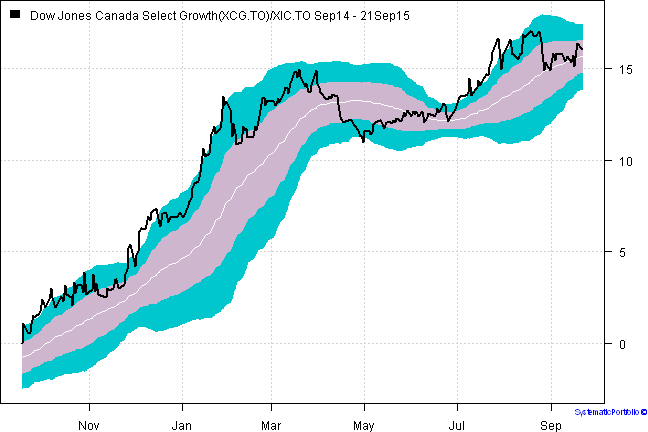 Dow Jones Canada Select Growth(XCG.TO)/XIC.TO Sep14 - 21Sep15
15
10
5
0
Nov Jan Mar May Jul Sep
SystematicPortfolio ©